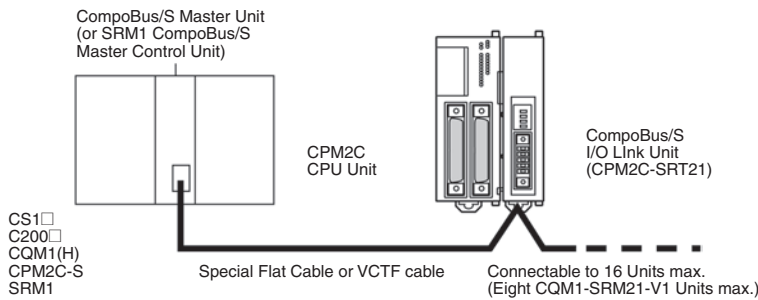 CompoBus/S Master Unit
(or SRM1 CompoBus/S
Master Control Unit)
CPM2C
CPU Unit
CompoBus/S
I/O LInk Unit
(CPM2C-SRT21)
CS1□
C200□
CQM1(H)
CPM2C-S
SRM1
Special Flat Cable or VCTF cable
Connectable to 16 Units max.
(Eight CQM1-SRM21-V1 Units max.)